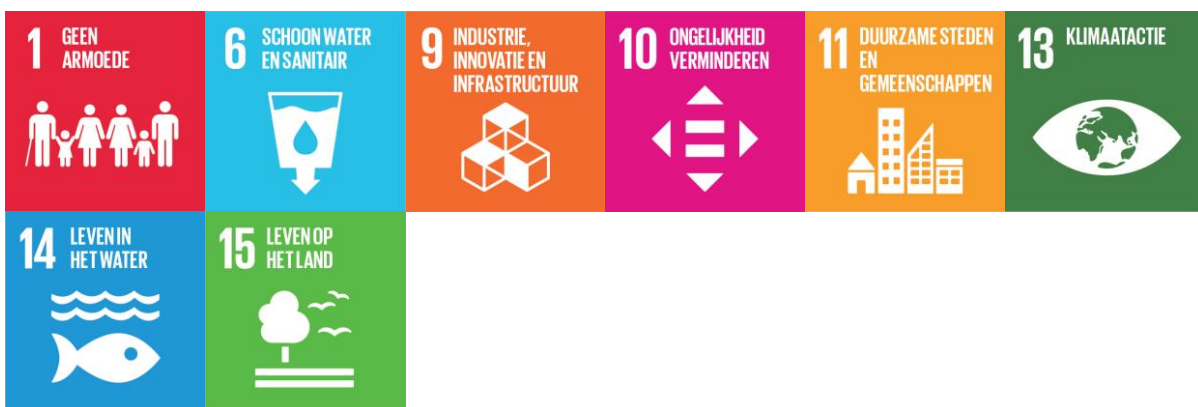 1 GEEN
ARMOEDE
6 SCHOON WATER
EN SANITAIR
9 INDUSTRIE,
INNOVATIE EN
INFRASTRUCTUUR
10 ONGELIJKHEID
VERMINDEREN
11 DUURZAME STEDEN
EN
GEMEENSCHAPPEN
13 KLIMAATACTIE
14 LEVEN IN
HET WATER
15 LEVEN OP
HET LAND